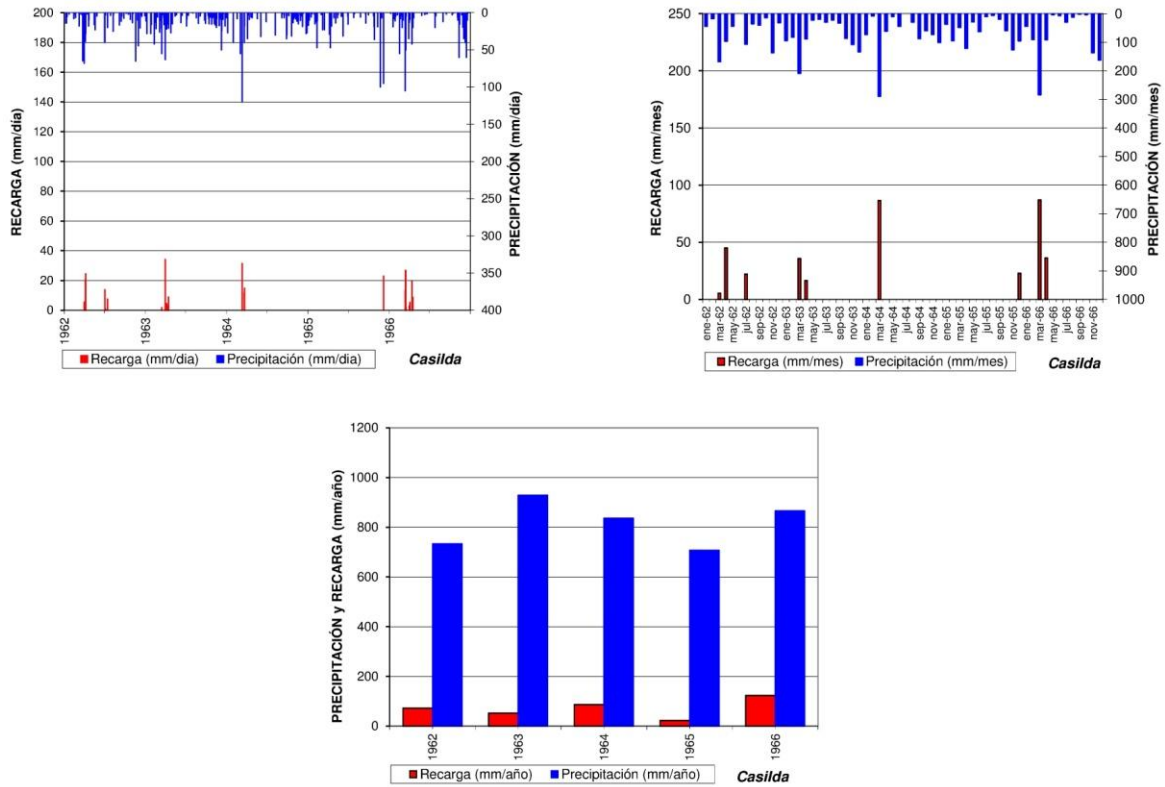 RECARGA (mm/día)
200
180
160
140
120
100
80
60
40
20
0
0
50
100
150
200
250
300
350
400
PRECIPITACIÓN (mm/dia)
1962
1963
1964
1965
1966
Recarga (mm/dia)
Precipitación (mm/dia)
Casilda
RECARGA (mm/mes)
250
200
150
100
50
0
0
100
200
300
400
500
600
700
800
900
1000
PRECIPITACIÓN (mm/mes)
ene-62
mar-62
may-62
jul-62
sep-62
nov-62
ene-63
mar-63
may-63
jul-63
sep-63
nov-63
ene-64
mar-64
may-64
jul-64
sep-64
nov-64
ene-65
mar-65
may-65
jul-65
sep-65
nov-65
ene-66
mar-66
may-66
jul-66
sep-66
nov-66
Recarga (mm/mes)
Precipitación (mm/mes)
Casilda
PRECIPITACIÓN y RECARGA (mm/año)
1200
1000
800
600
400
200
0
1962
1963
1964
1965
1966
Recarga (mm/año)
Precipitación (mm/año)
Casilda